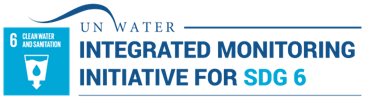 UN WATER
6 CLEAN WATER
AND SANITATION
INTEGRATED MONITORING
INITIATIVE FOR SDG 6